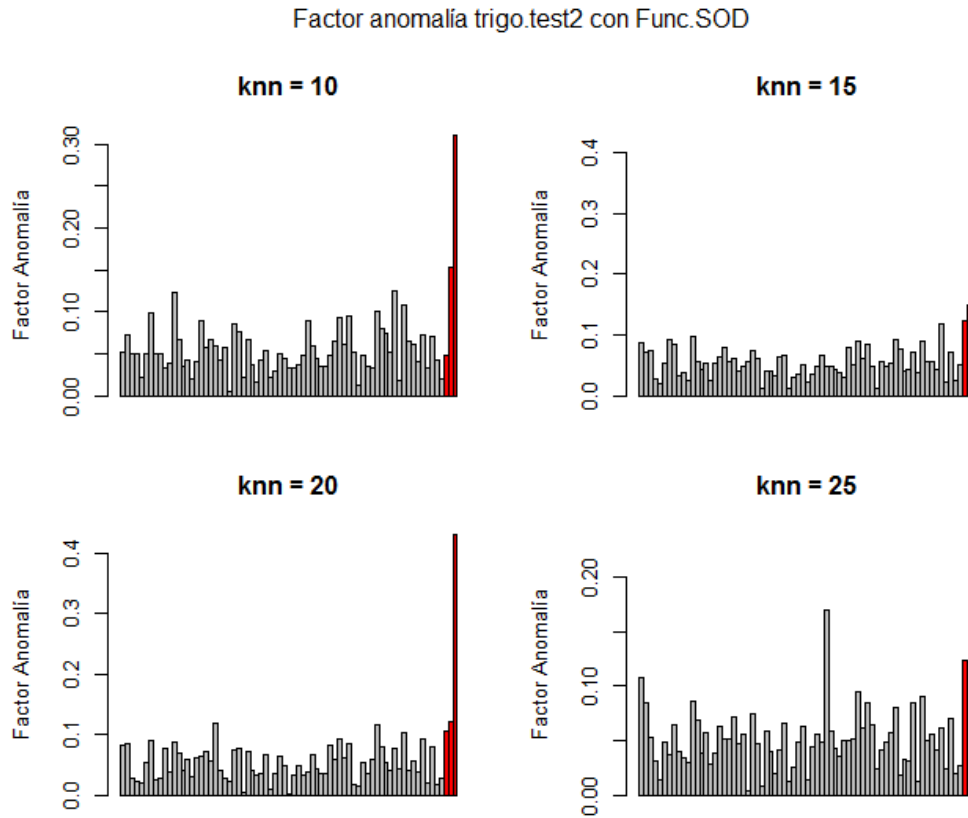 Factor anomalía trigo.test2 con Func.SOD
knn = 10
Factor Anomalía
0.00
0.10
0.20
0.30
knn = 15
Factor Anomalía
0.0
0.1
0.2
0.3
0.4
knn = 20
Factor Anomalía
0.0
0.1
0.2
0.3
0.4
knn = 25
Factor Anomalía
0.00
0.10
0.20